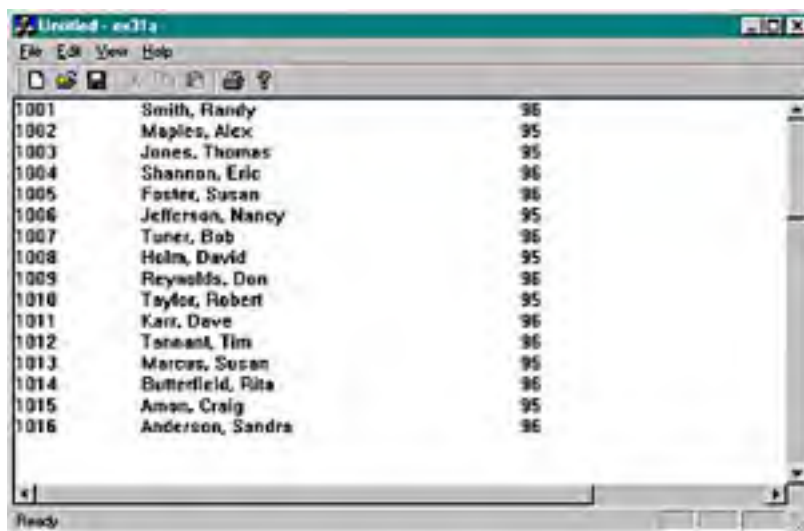 Untitled - ex31a
File Edit View Help
1001 Smith, Randy 96
1002 Maples, Alex 95
1003 Jones, Thomas 95
1004 Shannon, Eric 96
1005 Foster, Susan 96
1006 Jefferson, Nancy 95
1007 Tuner, Bob 96
1008 Holm, David 95
1009 Reynolds, Don 96
1010 Taylor, Robert 95
1011 Karr, Dave 96
1012 Tennant, Tim 96
1013 Marcus, Susan 95
1014 Butterfield, Rita 96
1015 Aman, Craig 95
1016 Anderson, Sandra 96
Ready